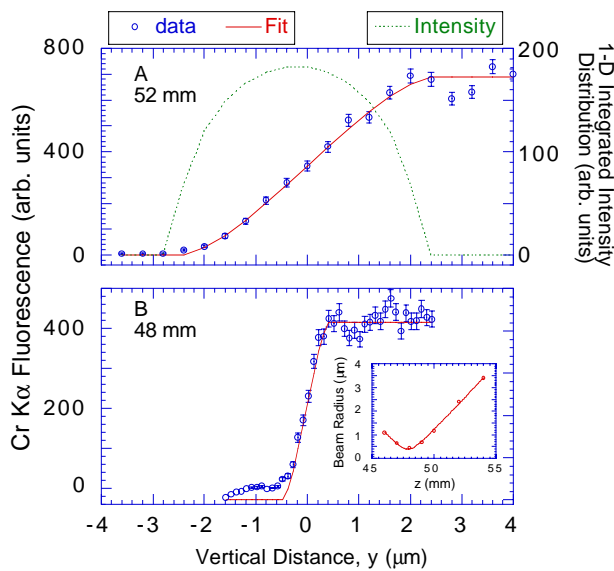 data
Fit
Intensity
800
400
0
A
52 mm
200
100
0
Cr Kα Fluorescence (arb. units)
1-D Integrated Intensity
Distribution (arb. units)
B
48 mm
400
200
0
Beam Radius (μm)
4
3
2
1
0
45
50
55
z (mm)
-4 -3 -2 -1 0 1 2 3 4
Vertical Distance, y (μm)